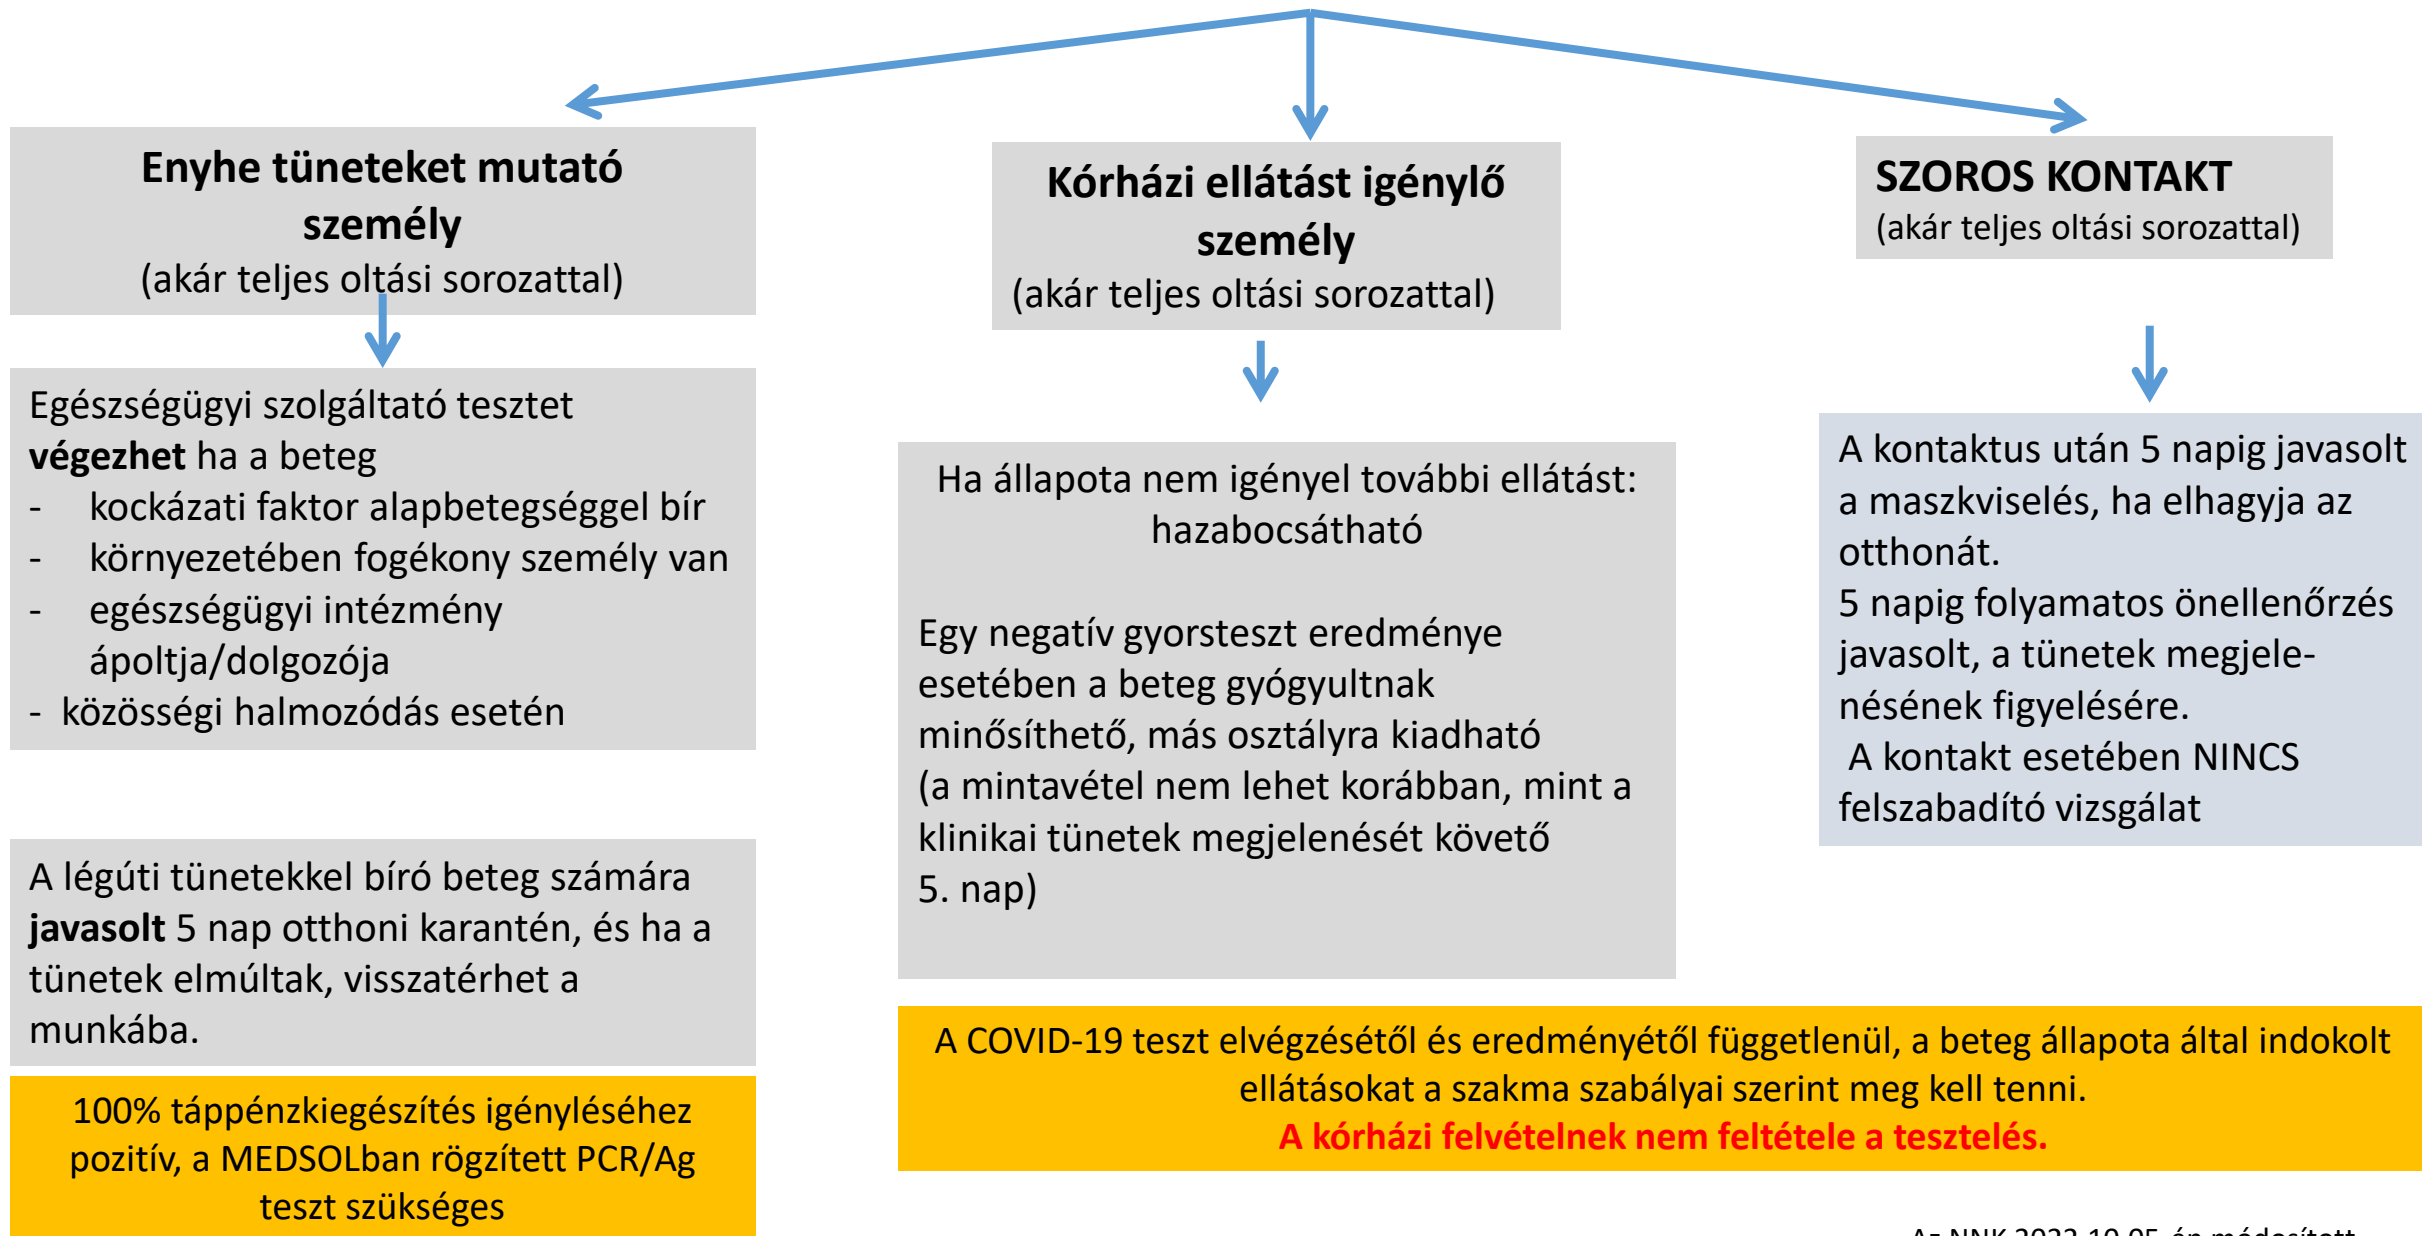 Enyhe tüneteket mutató
személy
(akár teljes oltási sorozattal)
Egészségügyi szolgáltató tesztet
végezhet ha a beteg
- kockázati faktor alapbetegséggel bír
- környezetében fogékony személy van
- egészségügyi intézmény
ápoltja/dolgozója
- közösségi halmozódás esetén
A légúti tünetekkel bíró beteg számára
javasolt 5 nap otthoni karantén, és ha a
tünetek elmúltak, visszatérhet a
munkába.
100% táppénzkiegészítés igényléséhez
pozitív, a MEDSOLban rögzített PCR/Ag
teszt szükséges
Kórházi ellátást igénylő
személy
(akár teljes oltási sorozattal)
Ha állapota nem igényel további ellátást:
hazabocsátható
Egy negatív gyorsteszt eredménye
esetében a beteg gyógyultnak
minősíthető, más osztályra kiadható
(a mintavétel nem lehet korábban, mint a
klinikai tünetek megjelenését követő
5. nap)
SZOROS KONTAKT
(akár teljes oltási sorozattal)
A kontaktus után 5 napig javasolt
a maszkviselés, ha elhagyja az
otthonát.
5 napig folyamatos önellenőrzés
javasolt, a tünetek megjele-
nésének figyelésére.
A kontakt esetében NINCS
felszabadító vizsgálat
A COVID-19 teszt elvégzésétől és eredményétől függetlenül, a beteg állapota által indokolt
ellátásokat a szakma szabályai szerint meg kell tenni.
A kórházi felvételnek nem feltétele a tesztelés.
Az NNK 2022.10.05-én módosított